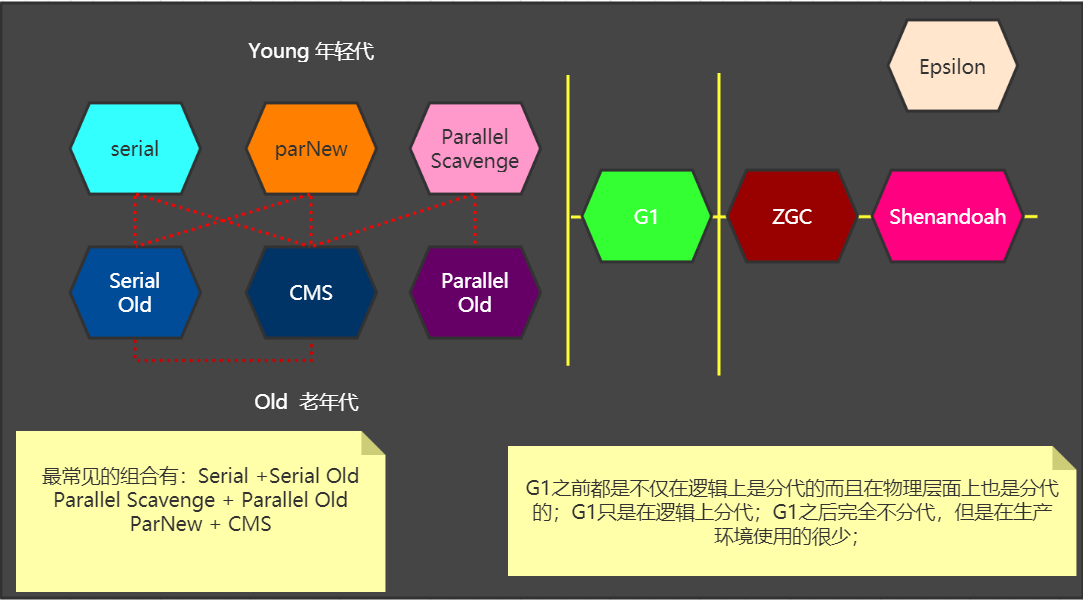 Young 年轻代
Epsilon
serial
parNew
Parallel
Scavenge
G1
ZGC
Shenandoah
Serial
Old
CMS
Parallel
Old
Old 老年代
最常见的组合有：Serial +Serial Old
Parallel Scavenge + Parallel Old
ParNew + CMS
G1之前都是不仅在逻辑上是分代的而且在物理层面上也是分代
的；G1只是在逻辑上分代；G1之后完全不分代，但是在生产
环境使用的很少；